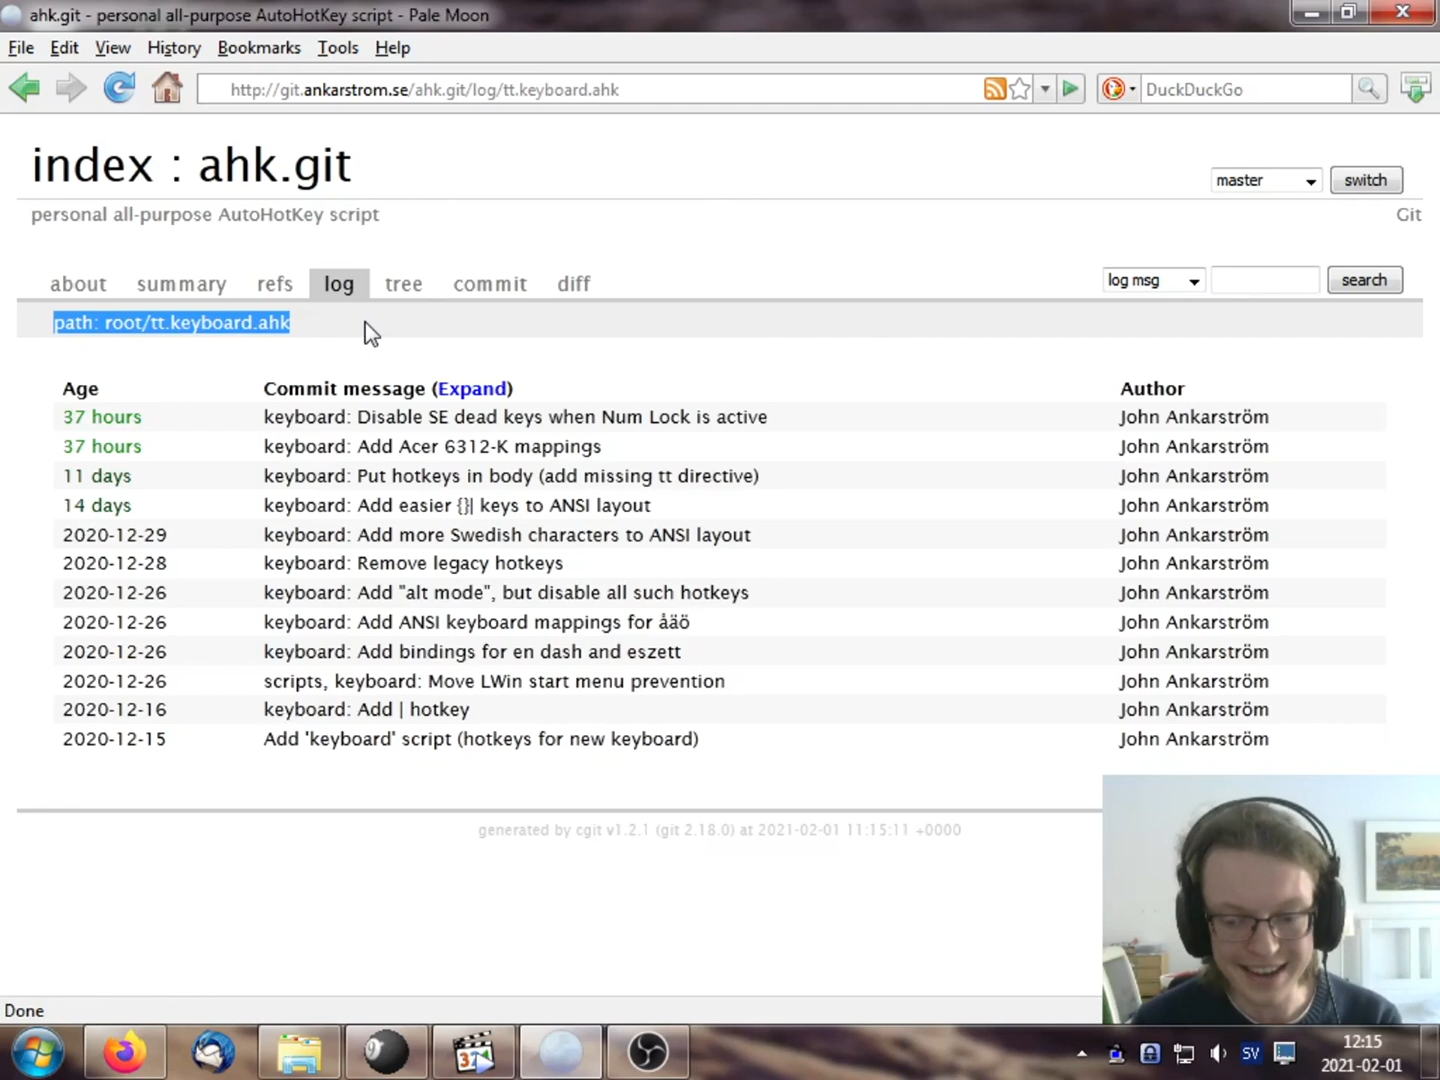 ahk.git - personal all-purpose AutoHotKey script - Pale Moon
File Edit View History Bookmarks Tools Help
http://git.ankarstrom.se/ahk.git/log/tt.keyboard.ahk DuckDuckGo
index : ahk.git
master switch
personal all-purpose AutoHotKey script Git
about summary refs log tree commit diff log msg search
path: root/tt.keyboard.ahk
Age Commit message (Expand) Author
37 hours keyboard: Disable SE dead keys when Num Lock is active John Ankarström
37 hours keyboard: Add Acer 6312-K mappings John Ankarström
11 days keyboard: Put hotkeys in body (add missing tt directive) John Ankarström
14 days keyboard: Add easier {}| keys to ANSI layout John Ankarström
2020-12-29 keyboard: Add more Swedish characters to ANSI layout John Ankarström
2020-12-28 keyboard: Remove legacy hotkeys John Ankarström
2020-12-26 keyboard: Add "alt mode", but disable all such hotkeys John Ankarström
2020-12-26 keyboard: Add ANSI keyboard mappings for åäö John Ankarström
2020-12-26 keyboard: Add bindings for en dash and eszett John Ankarström
2020-12-26 scripts, keyboard: Move LWin start menu prevention John Ankarström
2020-12-16 keyboard: Add | hotkey John Ankarström
2020-12-15 Add 'keyboard' script (hotkeys for new keyboard) John Ankarström
generated by cgit v1.2.1 (git 2.18.0) at 2021-02-01 11:15:11 +0000
Done
SV 12:15
2021-02-01